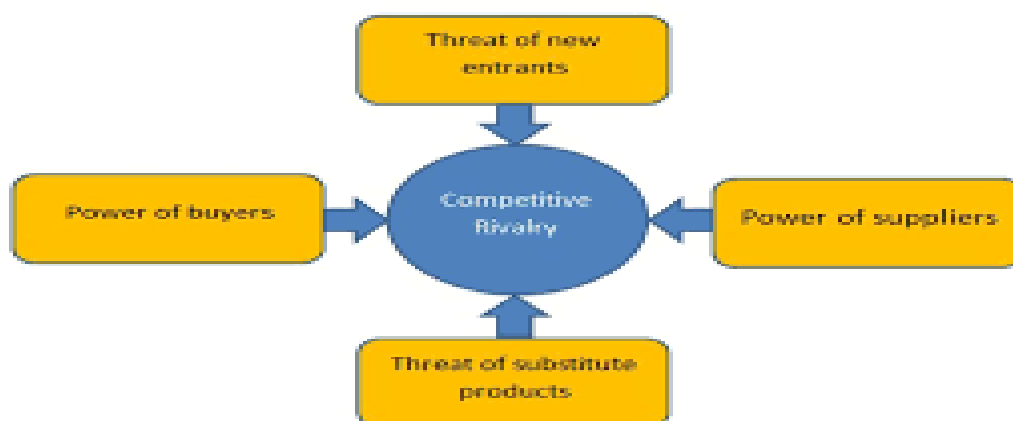 Threat of new
entrants
Power of buyers
Competitive
Rivalry
Power of suppliers
Threat of substitute
products